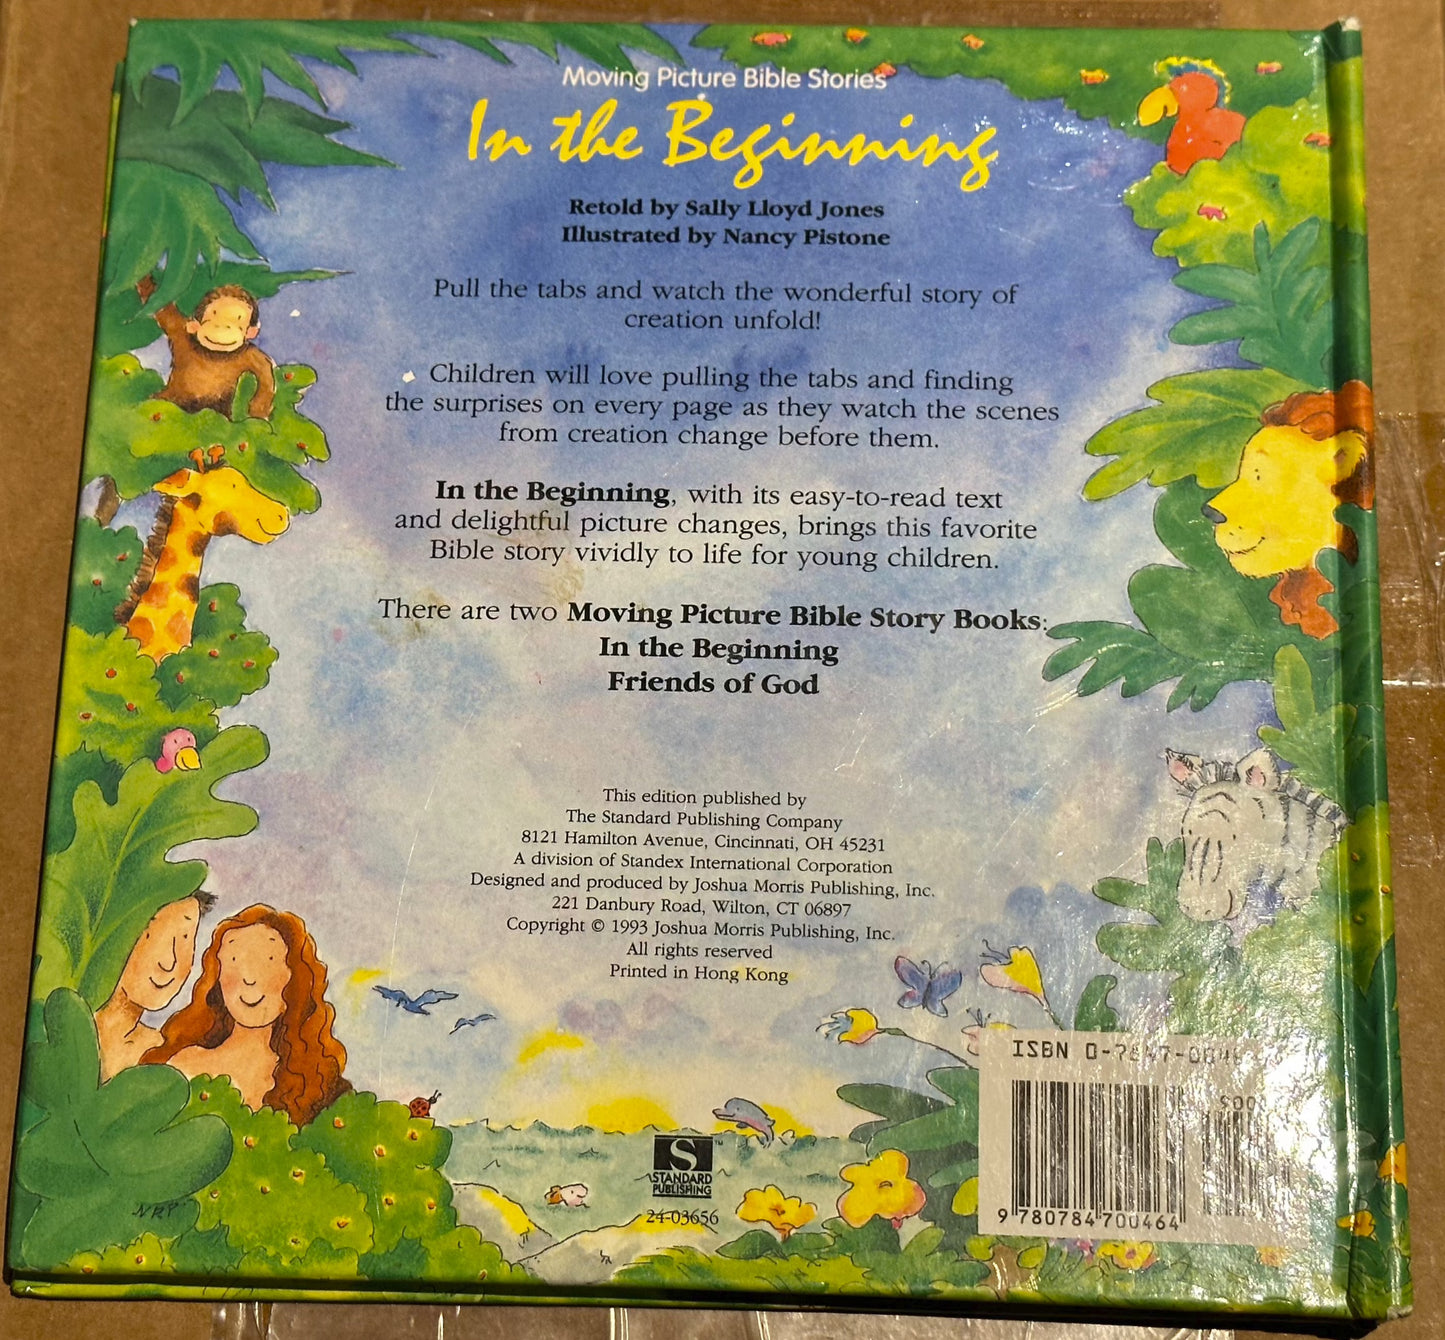 Moving Picture Bible Stories
In the Beginning
Retold by Sally Lloyd Jones
Illustrated by Nancy Pistone
Pull the tabs and watch the wonderful story of
creation unfold!
Children will love pulling the tabs and finding
the surprises on every page as they watch the scenes
from creation change before them.
In the Beginning, with its easy-to-read text
and delightful picture changes, brings this favorite
Bible story vividly to life for young children.
There are two Moving Picture Bible Story Books:
In the Beginning
Friends of God
This edition published by
The Standard Publishing Company
8121 Hamilton Avenue, Cincinnati, OH 45231
A division of Standex International Corporation
Designed and produced by Joshua Morris Publishing, Inc.
221 Danbury Road, Wilton, CT 06897
Copyright © 1993 Joshua Morris Publishing, Inc.
All rights reserved
Printed in Hong Kong
ISBN
S
STANDARD
PUBLISHING
™
24-03656
9 780784 700464
NRP